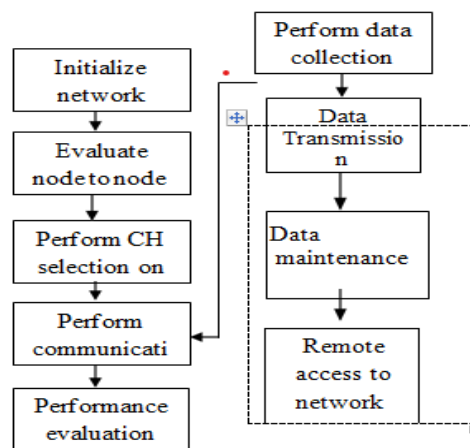 Initialize
network
Evaluate
node to node
Perform CH
selection on
Perform
communicati
Performance
evaluation
Perform data
collection
Data
Transmissio
n
Data
maintenance
Remote
access to
network